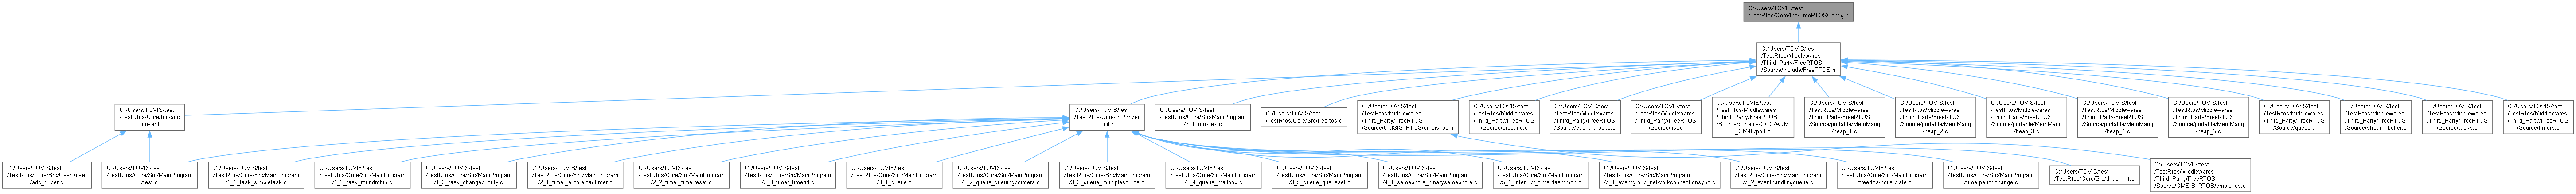 C:/Users/TOVIS/test
/TestRtos/Core/Inc/FreeRTOSConfig.h
C:/Users/TOVIS/test
/TestRtos/Middlewares
/Third_Party/FreeRTOS
/Source/include/FreeRTOS.h
C:/Users/TOVIS/test
/TestRtos/Core/Inc/adc
_driver.h
C:/Users/TOVIS/test
/TestRtos/Core/Inc/driver
_init.h
C:/Users/TOVIS/test
/TestRtos/Core/Src/MainProgram
/6_1_muxtex.c
C:/Users/TOVIS/test
/TestRtos/Core/Src/freertos.c
C:/Users/TOVIS/test
/TestRtos/Middlewares
/Third_Party/FreeRTOS
/Source/CMSIS_RTOS/cmsis_os.h
C:/Users/TOVIS/test
/TestRtos/Middlewares
/Third_Party/FreeRTOS
/Source/croutine.c
C:/Users/TOVIS/test
/TestRtos/Middlewares
/Third_Party/FreeRTOS
/Source/event_groups.c
C:/Users/TOVIS/test
/TestRtos/Middlewares
/Third_Party/FreeRTOS
/Source/list.c
C:/Users/TOVIS/test
/TestRtos/Middlewares
/Third_Party/FreeRTOS
/Source/portable/GCC/ARM
_CM4F/port.c
C:/Users/TOVIS/test
/TestRtos/Middlewares
/Third_Party/FreeRTOS
/Source/portable/MemMang
/heap_1.c
C:/Users/TOVIS/test
/TestRtos/Middlewares
/Third_Party/FreeRTOS
/Source/portable/MemMang
/heap_2.c
C:/Users/TOVIS/test
/TestRtos/Middlewares
/Third_Party/FreeRTOS
/Source/portable/MemMang
/heap_3.c
C:/Users/TOVIS/test
/TestRtos/Middlewares
/Third_Party/FreeRTOS
/Source/portable/MemMang
/heap_4.c
C:/Users/TOVIS/test
/TestRtos/Middlewares
/Third_Party/FreeRTOS
/Source/portable/MemMang
/heap_5.c
C:/Users/TOVIS/test
/TestRtos/Middlewares
/Third_Party/FreeRTOS
/Source/queue.c
C:/Users/TOVIS/test
/TestRtos/Middlewares
/Third_Party/FreeRTOS
/Source/stream_buffer.c
C:/Users/TOVIS/test
/TestRtos/Middlewares
/Third_Party/FreeRTOS
/Source/tasks.c
C:/Users/TOVIS/test
/TestRtos/Middlewares
/Third_Party/FreeRTOS
/Source/timers.c
C:/Users/TOVIS/test
/TestRtos/Core/Src/UserDriver
/adc_driver.c
C:/Users/TOVIS/test
/TestRtos/Core/Src/MainProgram
/test.c
C:/Users/TOVIS/test
/TestRtos/Core/Src/MainProgram
/1_1_task_simpletask.c
C:/Users/TOVIS/test
/TestRtos/Core/Src/MainProgram
/1_2_task_roundrobin.c
C:/Users/TOVIS/test
/TestRtos/Core/Src/MainProgram
/1_3_task_changepriority.c
C:/Users/TOVIS/test
/TestRtos/Core/Src/MainProgram
/2_1_timer_autoreloadtimer.c
C:/Users/TOVIS/test
/TestRtos/Core/Src/MainProgram
/2_2_timer_timerreset.c
C:/Users/TOVIS/test
/TestRtos/Core/Src/MainProgram
/2_3_timer_timerid.c
C:/Users/TOVIS/test
/TestRtos/Core/Src/MainProgram
/3_1_queue.c
C:/Users/TOVIS/test
/TestRtos/Core/Src/MainProgram
/3_2_queue_queuingpointers.c
C:/Users/TOVIS/test
/TestRtos/Core/Src/MainProgram
/3_3_queue_multiplesource.c
C:/Users/TOVIS/test
/TestRtos/Core/Src/MainProgram
/3_4_queue_mailbox.c
C:/Users/TOVIS/test
/TestRtos/Core/Src/MainProgram
/3_5_queue_queueset.c
C:/Users/TOVIS/test
/TestRtos/Core/Src/MainProgram
/4_1_semaphore_binarysemaphore.c
C:/Users/TOVIS/test
/TestRtos/Core/Src/MainProgram
/5_1_interrupt_timerdaemmon.c
C:/Users/TOVIS/test
/TestRtos/Core/Src/MainProgram
/7_1_eventgroup_networkconnectionsync.c
C:/Users/TOVIS/test
/TestRtos/Core/Src/MainProgram
/7_2_eventhandlingqueue.c
C:/Users/TOVIS/test
/TestRtos/Core/Src/MainProgram
/freertos-boilerplate.c
C:/Users/TOVIS/test
/TestRtos/Core/Src/MainProgram
/timerperiodchange.c
C:/Users/TOVIS/test
/TestRtos/Core/Src/driver.init.c
C:/Users/TOVIS/test
/TestRtos/Middlewares
/Third_Party/FreeRTOS
/Source/CMSIS_RTOS/cmsis_os.c